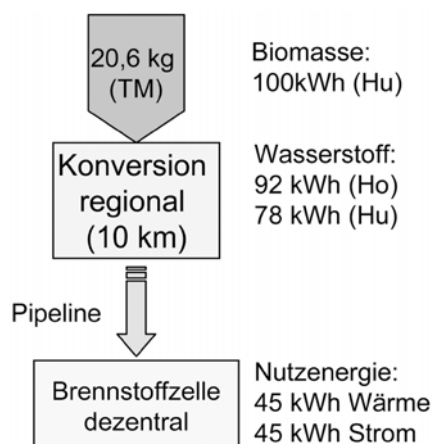 20,6 kg
(TM)
Biomasse:
100kWh (Hu)
Konversion
regional
(10 km)
Wasserstoff:
92 kWh (Ho)
78 kWh (Hu)
Pipeline
Brennstoffzelle
dezentral
Nutzenergie:
45 kWh Wärme
45 kWh Strom